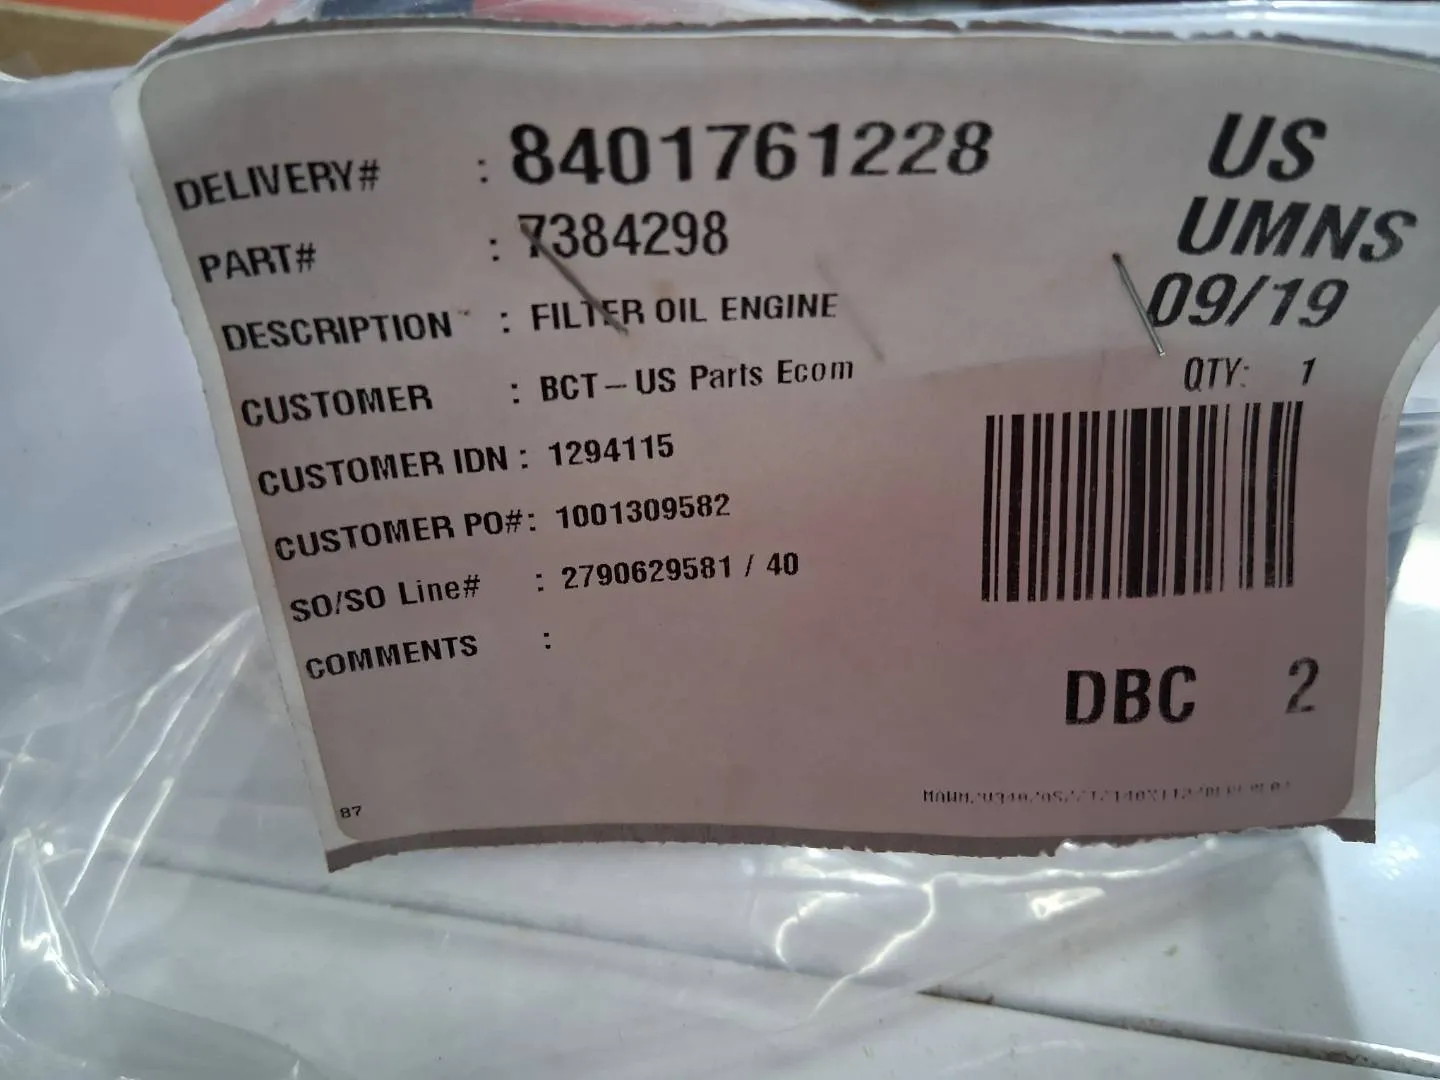 DELIVERY# : 8401761228
US
UMNS
09/19
PART# : 7384298
DESCRIPTION : FILTER OIL ENGINE
QTY: 1
CUSTOMER : BCT-US Parts Ecom
CUSTOMER IDN : 1294115
CUSTOMER PO#: 1001309582
SO/SO Line# : 2790629581 / 40
COMMENTS :
DBC 2
87